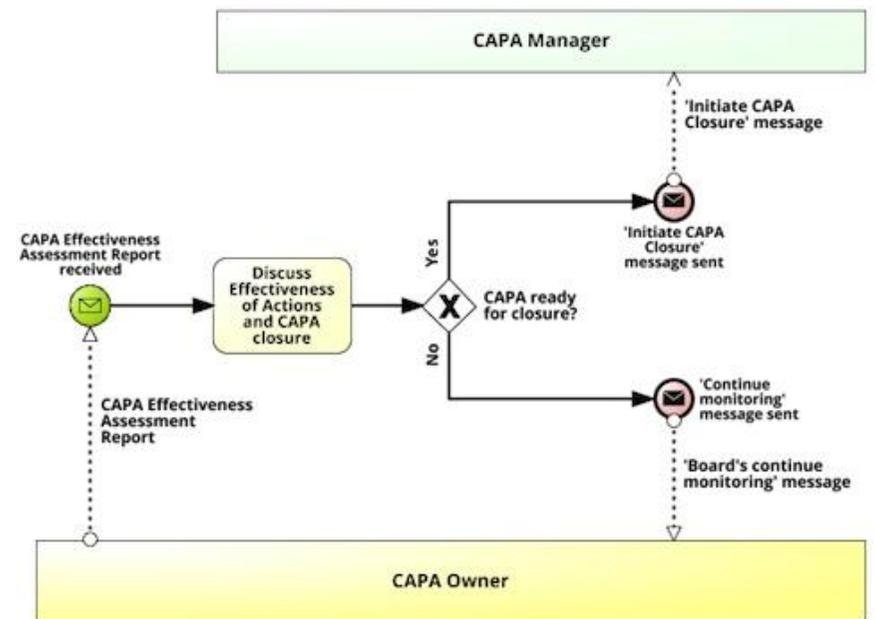 CAPA Manager
'Initiate CAPA
Closure' message
'Initiate CAPA
Closure'
message sent
Yes
CAPA Effectiveness
Assessment Report
received
Discuss
Effectiveness
of Actions
and CAPA
closure
X
CAPA ready
for closure?
No
'Continue
monitoring'
message sent
CAPA Effectiveness
Assessment
Report
'Board's continue
monitoring' message
CAPA Owner